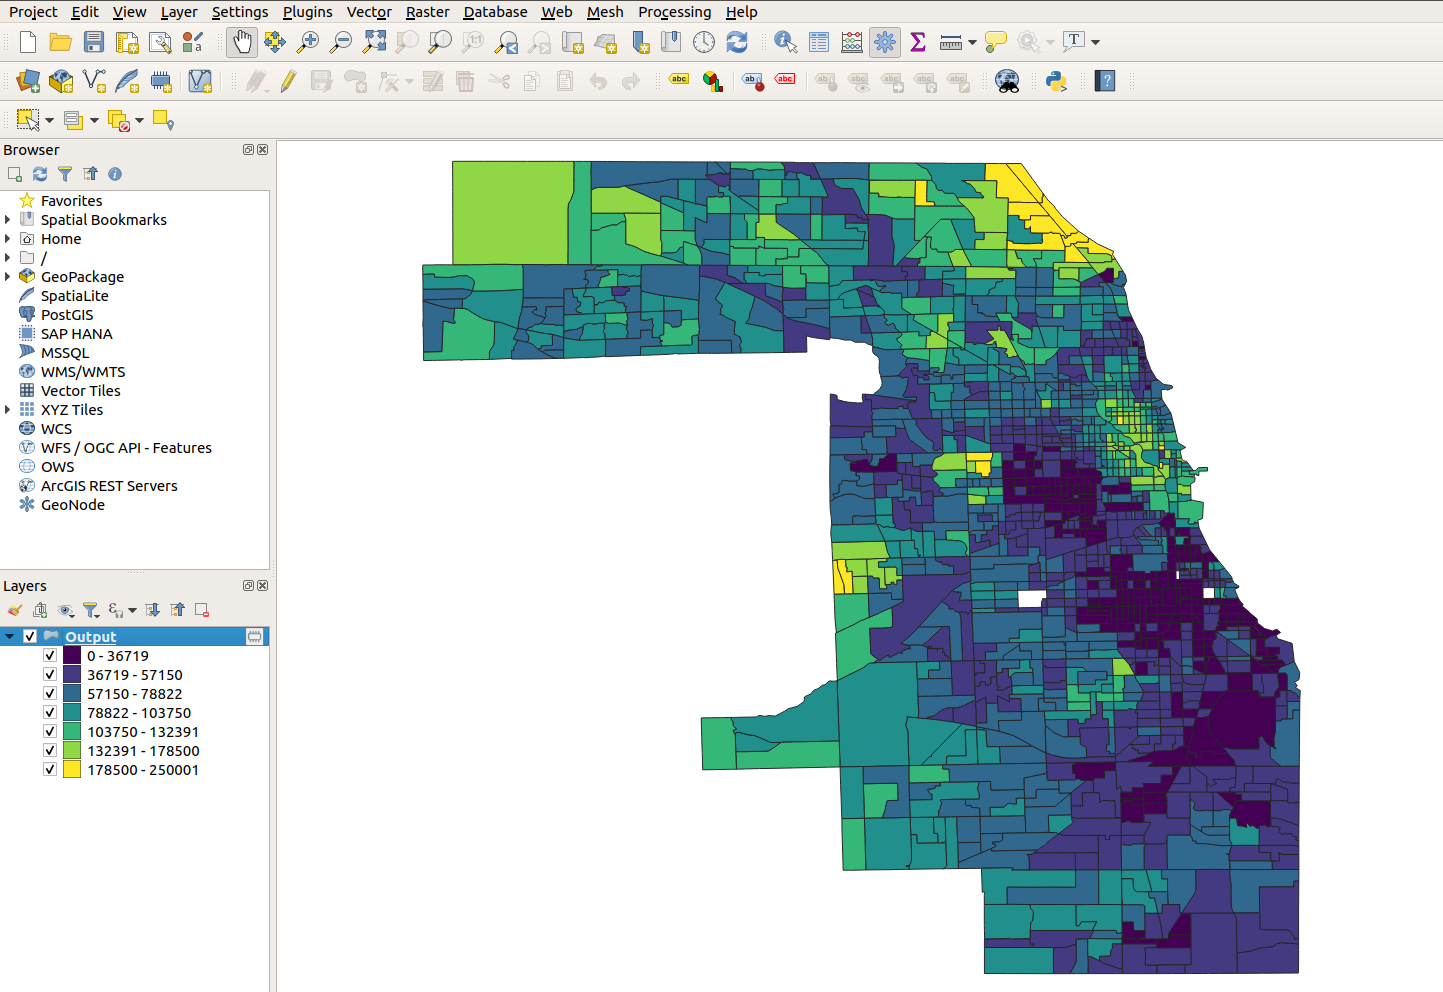 Project Edit View Layer Settings Plugins Vector Raster Database Web Mesh Processing Help
Browser
Favorites
Spatial Bookmarks
Home
/
GeoPackage
SpatiaLite
PostGIS
SAP HANA
MSSQL
WMS/WMTS
Vector Tiles
XYZ Tiles
WCS
WFS / OGC API - Features
OWS
ArcGIS REST Servers
GeoNode
Layers
Output
0 - 36719
36719 - 57150
57150 - 78822
78822 - 103750
103750 - 132391
132391 - 178500
178500 - 250001